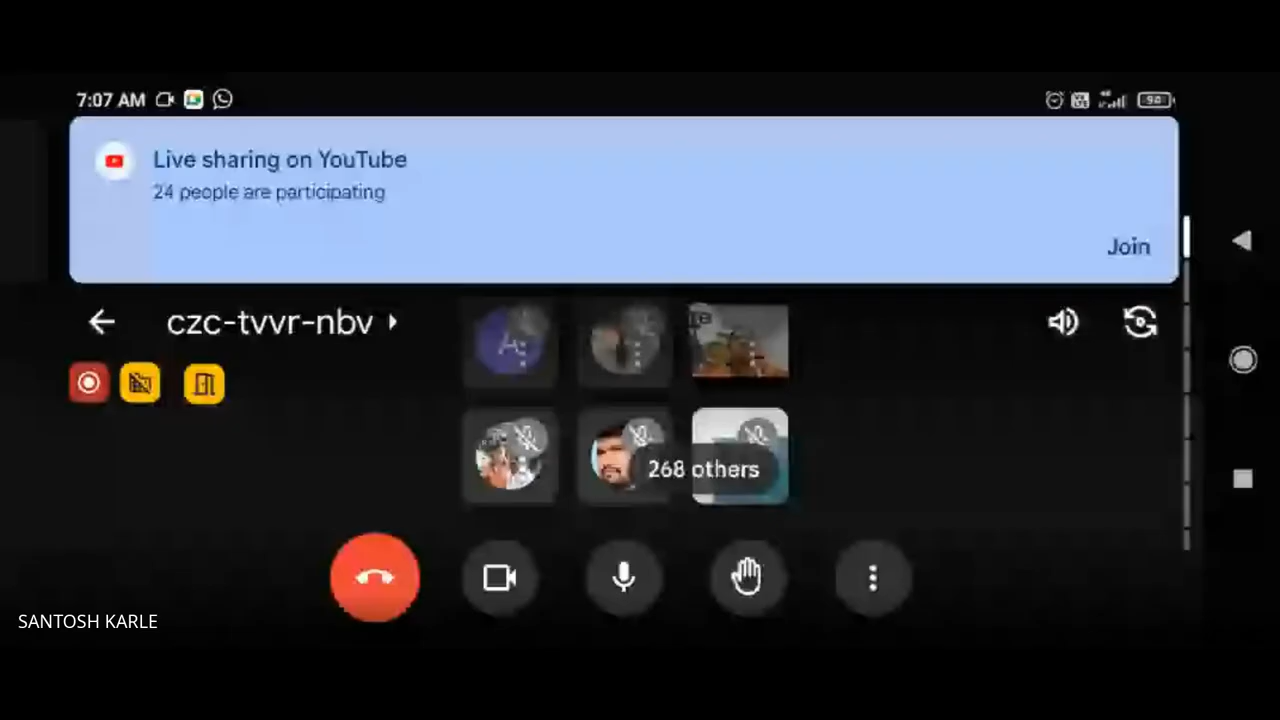 7:07 AM
94
Live sharing on YouTube
24 people are participating
Join
czc-tvvr-nbv
A
268 others
SANTOSH KARLE